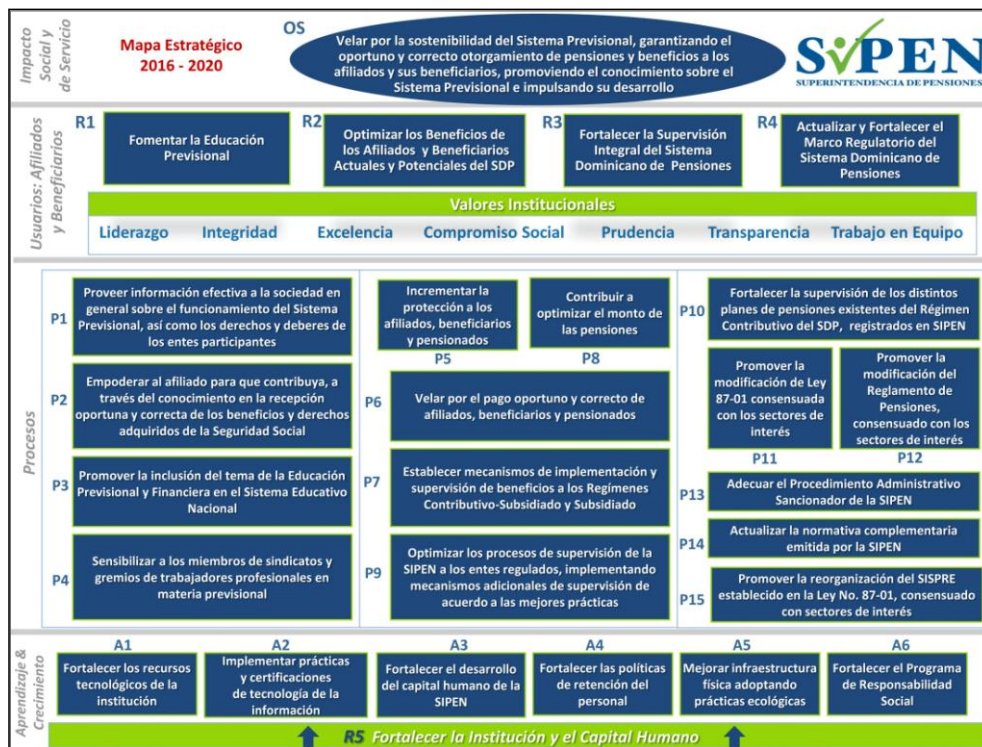 Impacto
Social y
de Servicio
Mapa Estratégico
2016 - 2020
OS
Velar por la sostenibilidad del Sistema Previsional, garantizando el
oportuno y correcto otorgamiento de pensiones y beneficios a los
afiliados y sus beneficiarios, promoviendo el conocimiento sobre el
Sistema Previsional e impulsando su desarrollo
SIPEN
SUPERINTENDENCIA DE PENSIONES
Usuarios: Afiliados
y Beneficiarios
R1
Fomentar la Educación
Previsional
R2
Optimizar los Beneficios de
los Afiliados y Beneficiarios
Actuales y Potenciales del SDP
R3
Fortalecer la Supervisión
Integral del Sistema
Dominicano de Pensiones
R4
Actualizar y Fortalecer el
Marco Regulatorio del
Sistema Dominicano de
Pensiones
Valores Institucionales
Liderazgo Integridad Excelencia Compromiso Social Prudencia Transparencia Trabajo en Equipo
Procesos
P1
Proveer información efectiva a la sociedad en
general sobre el funcionamiento del Sistema
Previsional, así como los derechos y deberes de
los entes participantes
P2
Empoderar al afiliado para que contribuya, a
través del conocimiento en la recepción
oportuna y correcta de los beneficios y derechos
adquiridos de la Seguridad Social
P3
Promover la inclusión del tema de la Educación
Previsional y Financiera en el Sistema Educativo
Nacional
P4
Sensibilizar a los miembros de sindicatos y
gremios de trabajadores profesionales en
materia previsional
Incrementar la
protección a los
afiliados, beneficiarios
y pensionados
P5
Contribuir a
optimizar el monto de
las pensiones
P8
P6
Velar por el pago oportuno y correcto de
afiliados, beneficiarios y pensionados
P7
Establecer mecanismos de implementación y
supervisión de beneficios a los Regímenes
Contributivo-Subsidiado y Subsidiado
P9
Optimizar los procesos de supervisión de la
SIPEN a los entes regulados, implementando
mecanismos adicionales de supervisión de
acuerdo a las mejores prácticas
P10
Fortalecer la supervisión de los distintos
planes de pensiones existentes del Régimen
Contributivo del SDP, registrados en SIPEN
Promover la
modificación de Ley
87-01 consensuada
con los sectores de
interés
P11
Promover la
modificación del
Reglamento de
Pensiones,
consensuado con los
sectores de interés
P12
P13
Adecuar el Procedimiento Administrativo
Sancionador de la SIPEN
P14
Actualizar la normativa complementaria
emitida por la SIPEN
P15
Promover la reorganización del SISPRE
establecido en la Ley No. 87-01, consensuado
con sectores de interés
Aprendizaje &
Crecimiento
A1
Fortalecer los recursos
tecnológicos de la
institución
A2
Implementar prácticas
y certificaciones
de tecnología de la
información
A3
Fortalecer el desarrollo
del capital humano de la
SIPEN
A4
Fortalecer las políticas
de retención del
personal
A5
Mejorar infraestructura
física adoptando
prácticas ecológicas
A6
Fortalecer el Programa
de Responsabilidad
Social
R5 Fortalecer la Institución y el Capital Humano